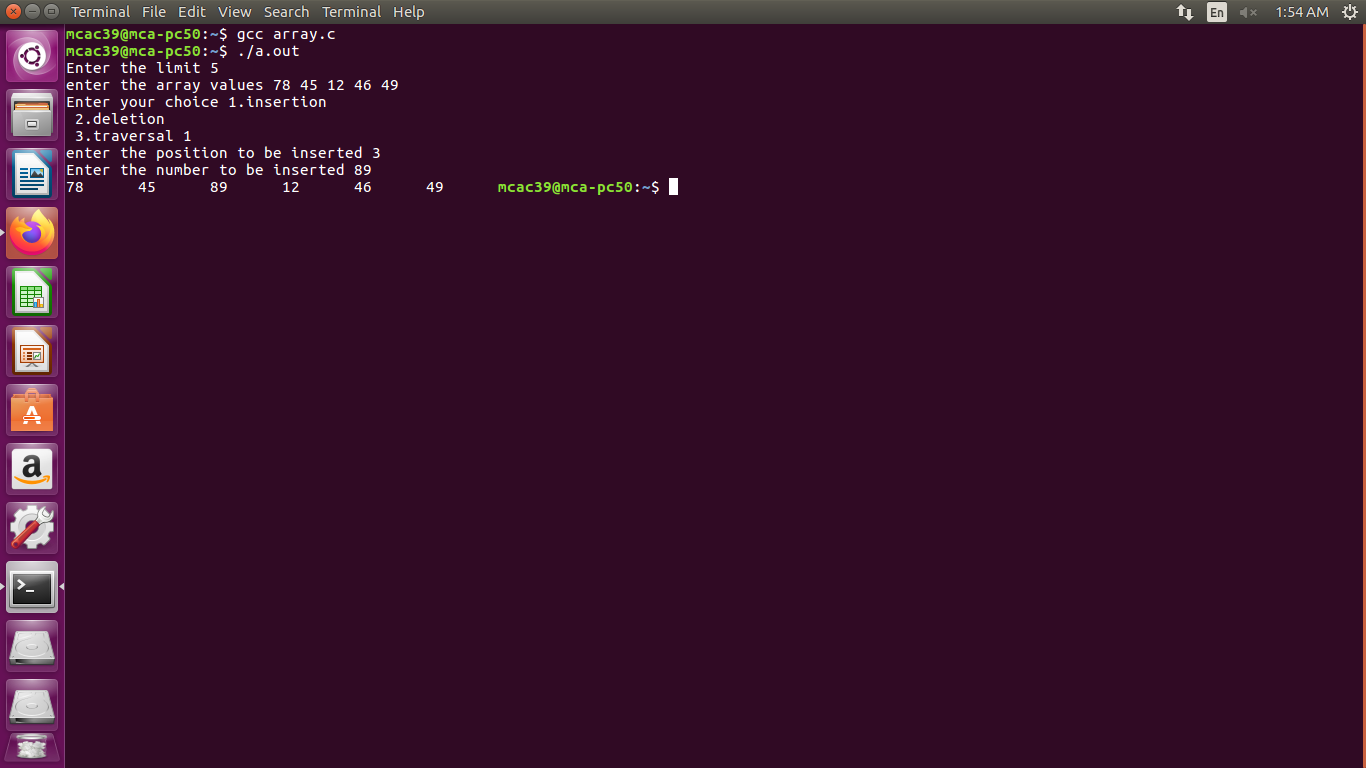 Terminal File Edit View Search Terminal Help En 1:54 AM
mcac39@mca-pc50:~$ gcc array.c
mcac39@mca-pc50:~$ ./a.out
Enter the limit 5
enter the array values 78 45 12 46 49
Enter your choice 1.insertion
2.deletion
3.traversal 1
enter the position to be inserted 3
Enter the number to be inserted 89
78 45 89 12 46 49 mcac39@mca-pc50:~$